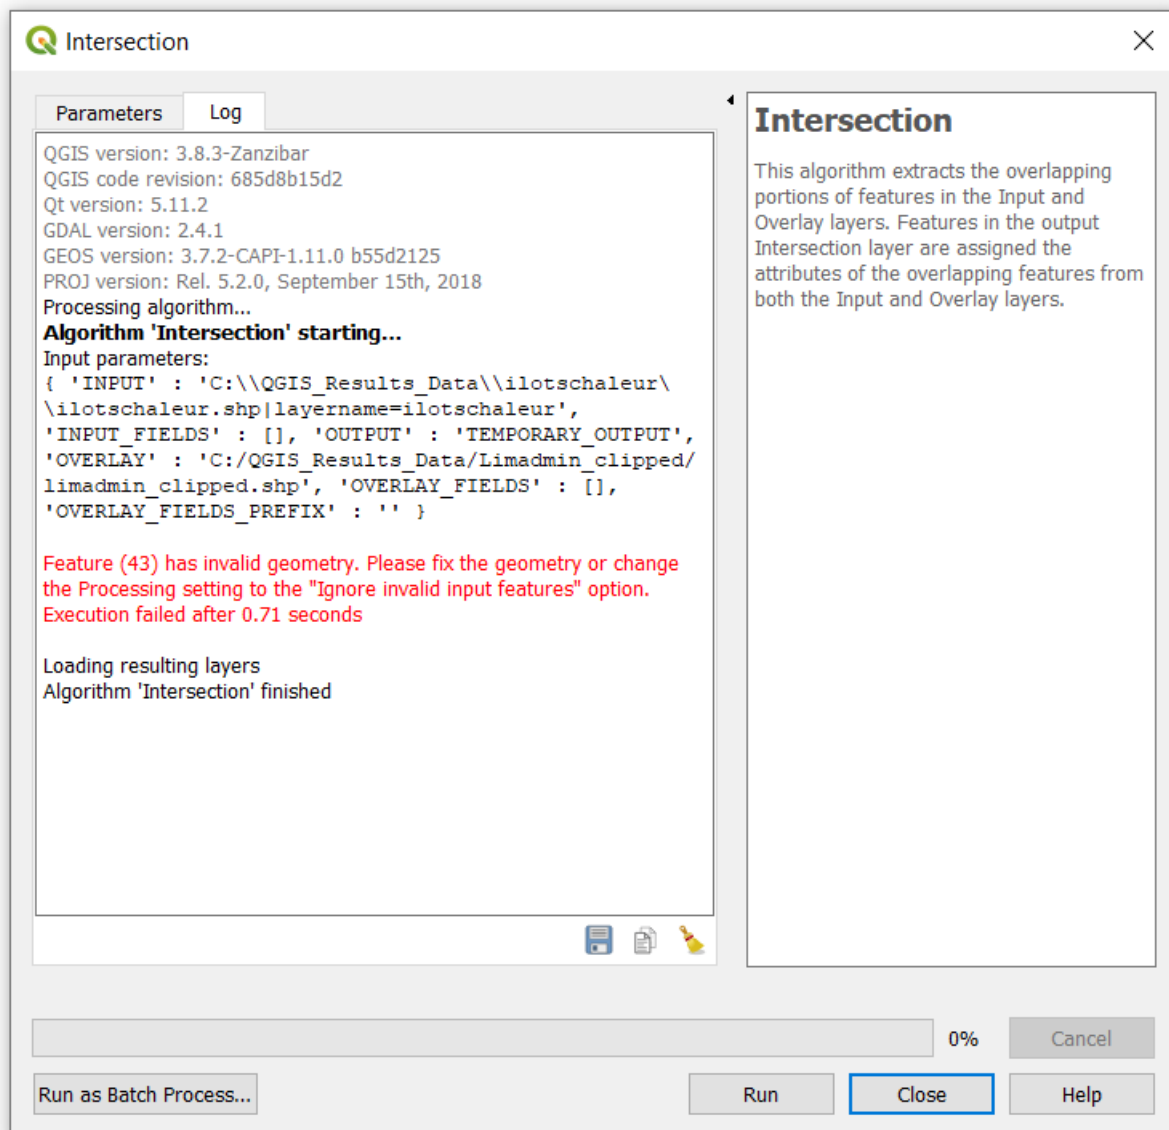 Intersection
Parameters
Log
QGIS version: 3.8.3-Zanzibar
QGIS code revision: 685d8b15d2
Qt version: 5.11.2
GDAL version: 2.4.1
GEOS version: 3.7.2-CAPI-1.11.0 b55d2125
PROJ version: Rel. 5.2.0, September 15th, 2018
Processing algorithm...
Algorithm 'Intersection' starting...
Input parameters:
{ 'INPUT' : 'C:\\QGIS_Results_Data\\ilotschaleur\
\ilotschaleur.shp|layername=ilotschaleur',
'INPUT_FIELDS' : [], 'OUTPUT' : 'TEMPORARY_OUTPUT',
'OVERLAY' : 'C:/QGIS_Results_Data/Limadmin_clipped/
limadmin_clipped.shp', 'OVERLAY_FIELDS' : [],
'OVERLAY_FIELDS_PREFIX' : '' }
Feature (43) has invalid geometry. Please fix the geometry or change
the Processing setting to the "Ignore invalid input features" option.
Execution failed after 0.71 seconds
Loading resulting layers
Algorithm 'Intersection' finished
Intersection
This algorithm extracts the overlapping
portions of features in the Input and
Overlay layers. Features in the output
Intersection layer are assigned the
attributes of the overlapping features from
both the Input and Overlay layers.
0%
Cancel
Run as Batch Process...
Run
Close
Help